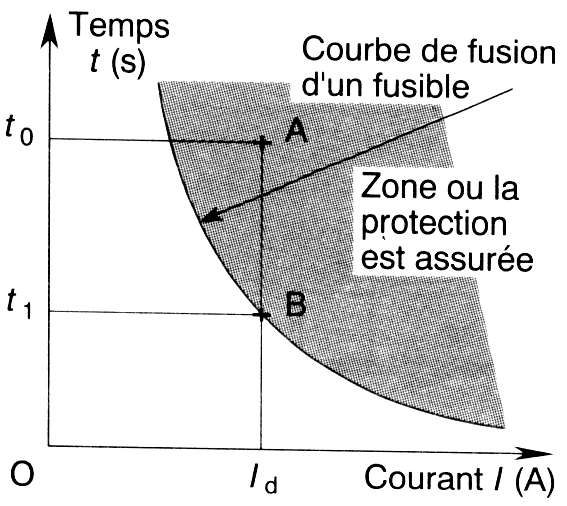 Temps
t (s)
Courbe de fusion
d'un fusible
t0
A
Zone ou la
protection
est assurée
t1
B
O
Id
Courant I (A)